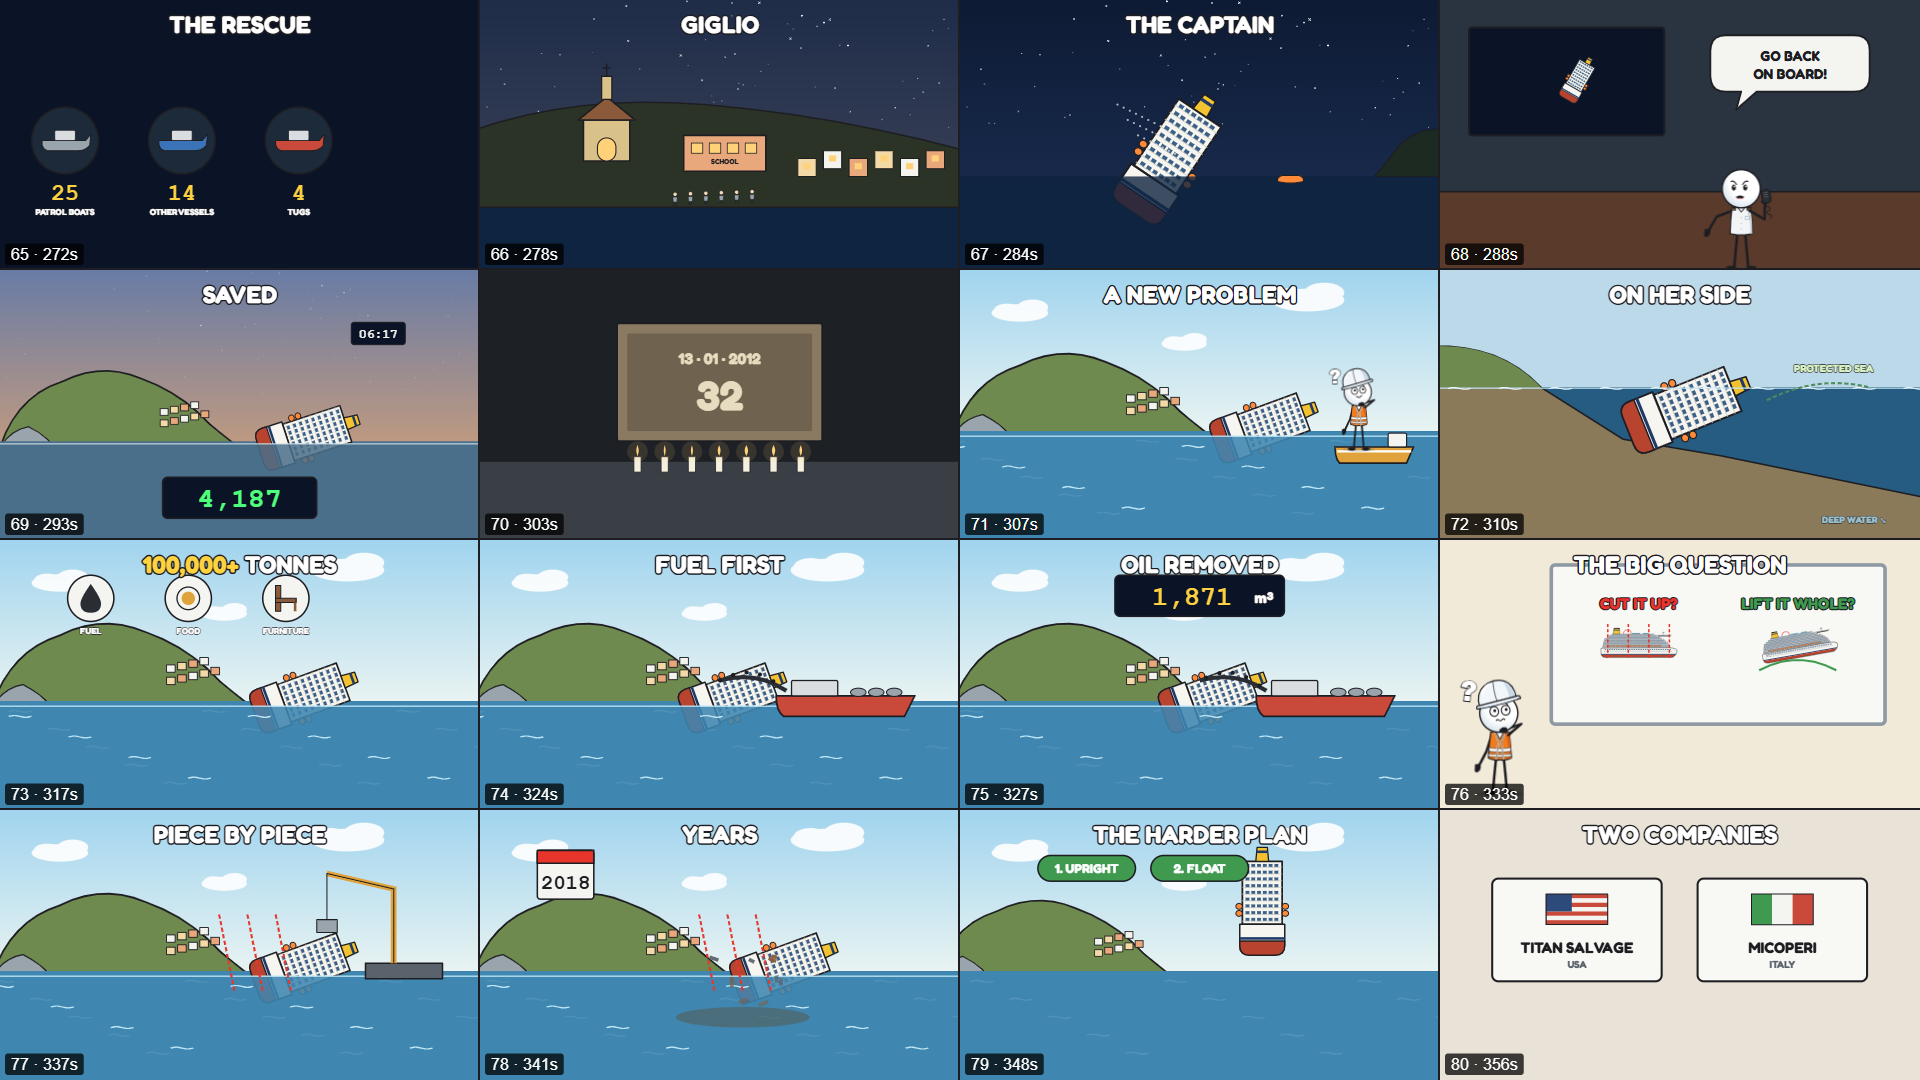 THE RESCUE
25
PATROL BOATS
14
OTHER VESSELS
4
TUGS
65 · 272s
GIGLIO
SCHOOL
66 · 278s
THE CAPTAIN
67 · 284s
GO BACK
ON BOARD!
68 · 288s
SAVED
06:17
4,187
69 · 293s
13 · 01 · 2012
32
70 · 303s
A NEW PROBLEM
?
71 · 307s
ON HER SIDE
PROTECTED SEA
DEEP WATER
72 · 310s
100,000+ TONNES
FUEL
FOOD
FURNITURE
73 · 317s
FUEL FIRST
74 · 324s
OIL REMOVED
1,871 m³
75 · 327s
THE BIG QUESTION
CUT IT UP?
LIFT IT WHOLE?
?
76 · 333s
PIECE BY PIECE
77 · 337s
YEARS
2018
78 · 341s
THE HARDER PLAN
1. UPRIGHT
2. FLOAT
79 · 348s
TWO COMPANIES
TITAN SALVAGE
USA
MICOPERI
ITALY
80 · 356s